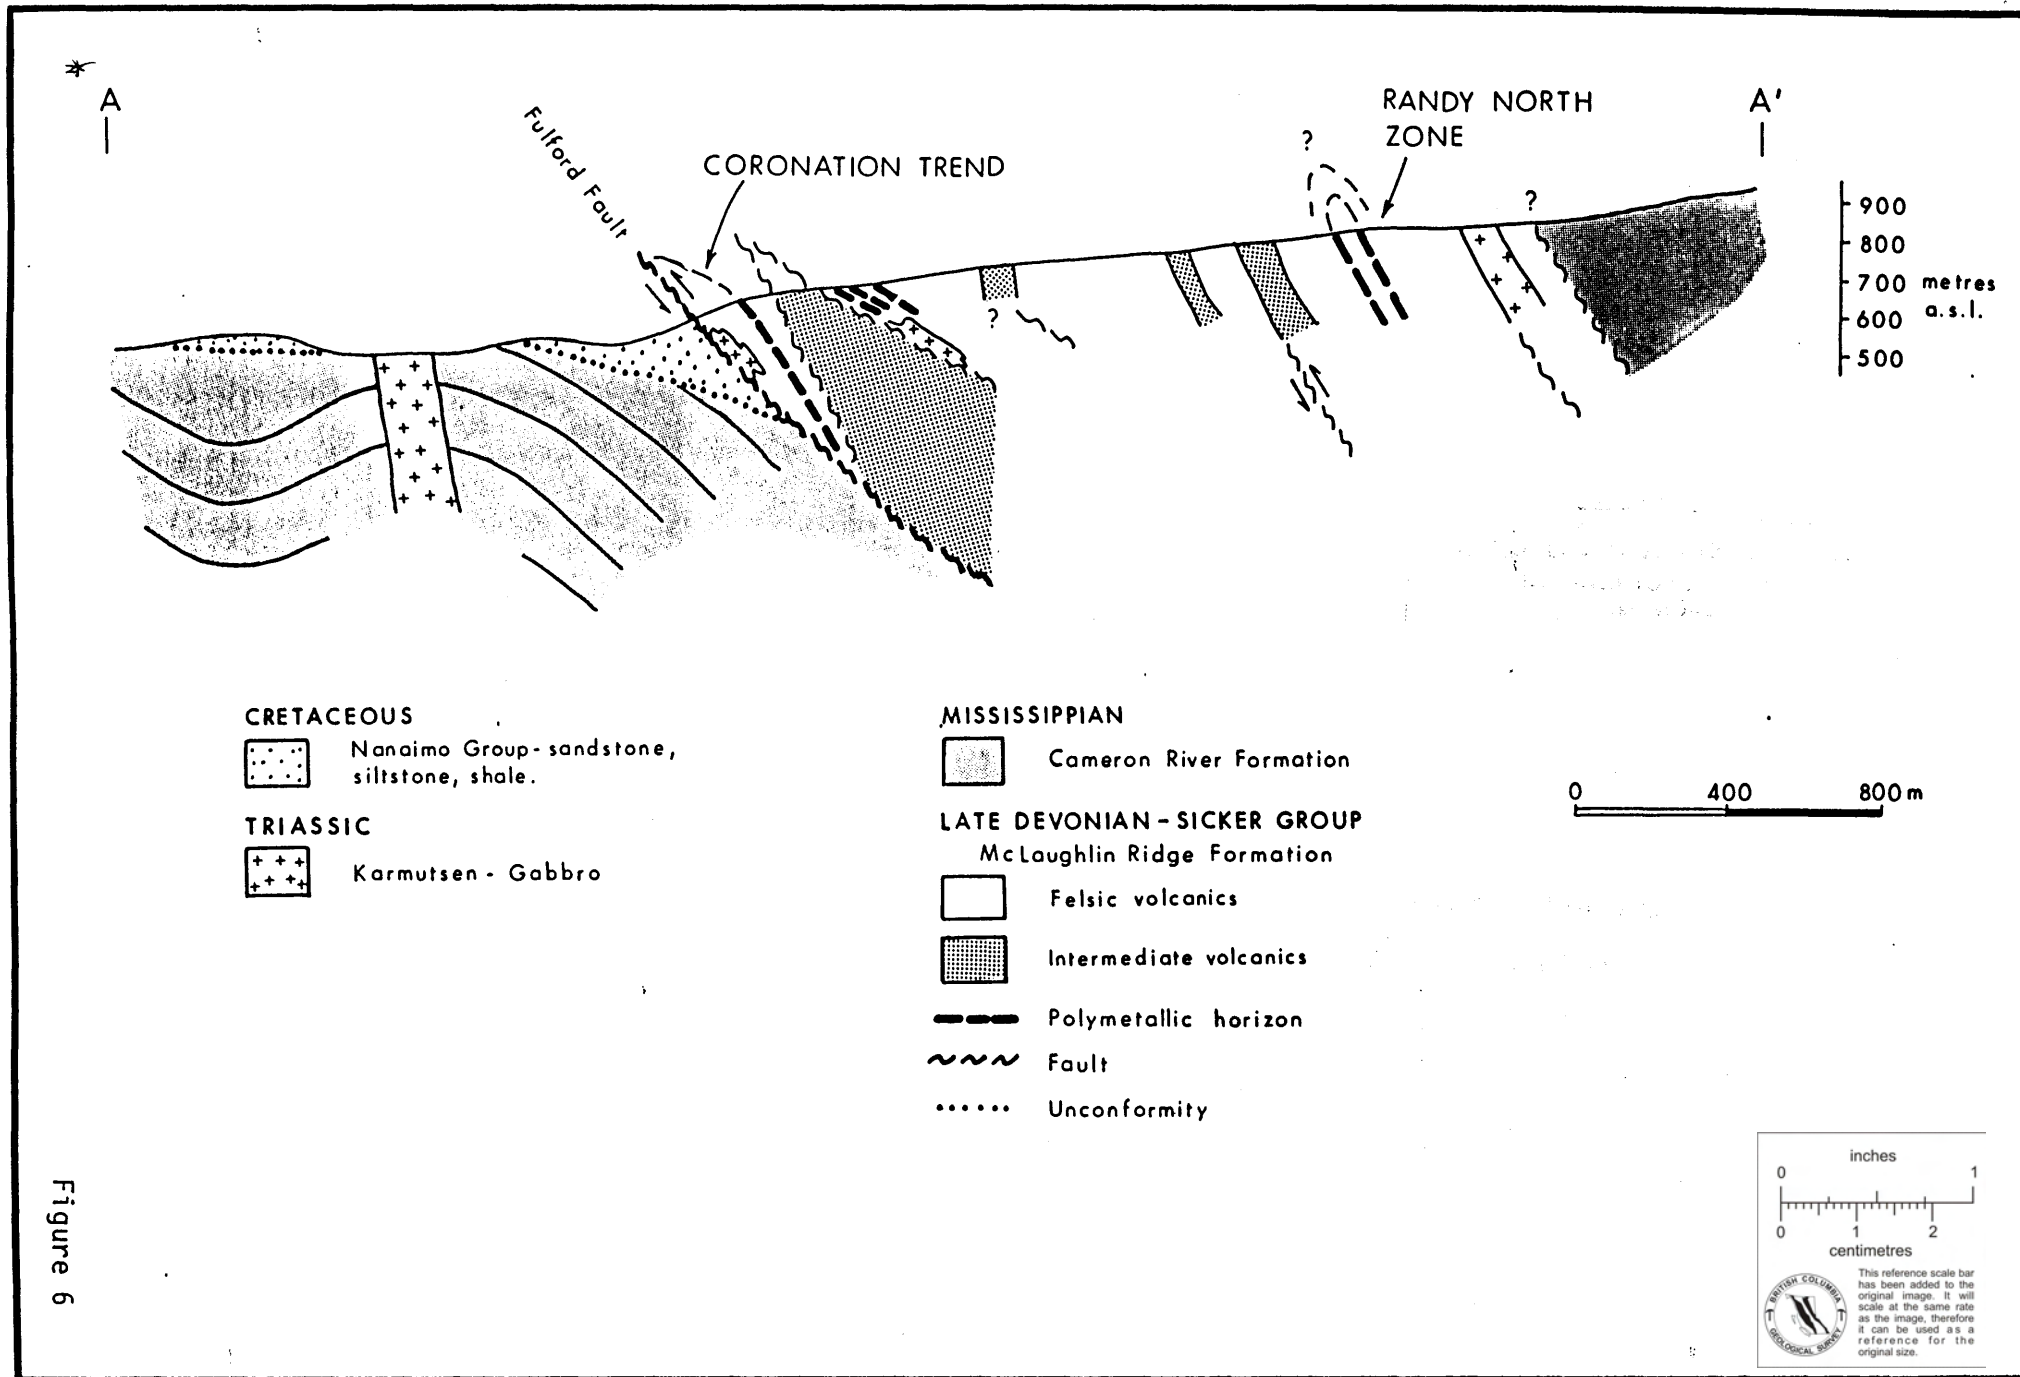 A
Fulford Fault
CORONATION TREND
?
RANDY NORTH
ZONE
?
A'
900
800
700 metres
a.s.l.
600
500
?
CRETACEOUS
Nanaimo Group - sandstone,
siltstone, shale.
TRIASSIC
Karmutsen - Gabbro
MISSISSIPPIAN
Cameron River Formation
LATE DEVONIAN - SICKER GROUP
McLaughlin Ridge Formation
Felsic volcanics
Intermediate volcanics
Polymetallic horizon
Fault
Unconformity
0 400 800 m
Figure 6
inches
0 1
0 1 2
centimetres
BRITISH COLUMBIA
GEOLOGICAL SURVEY
This reference scale bar
has been added to the
original image. It will
scale at the same rate
as the image, therefore
it can be used as a
reference for the
original size.